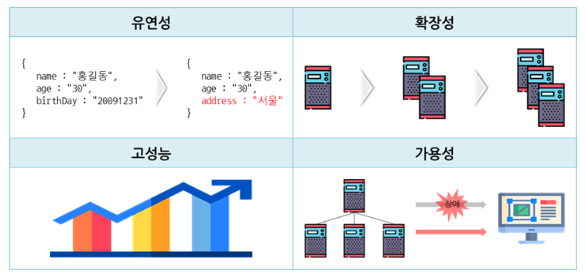 유연성
확장성
{
name : "홍길동",
age : "30",
birthDay : "20091231"
}
{
name : "홍길동",
age : "30",
address : "서울"
}
고성능
가용성
장애